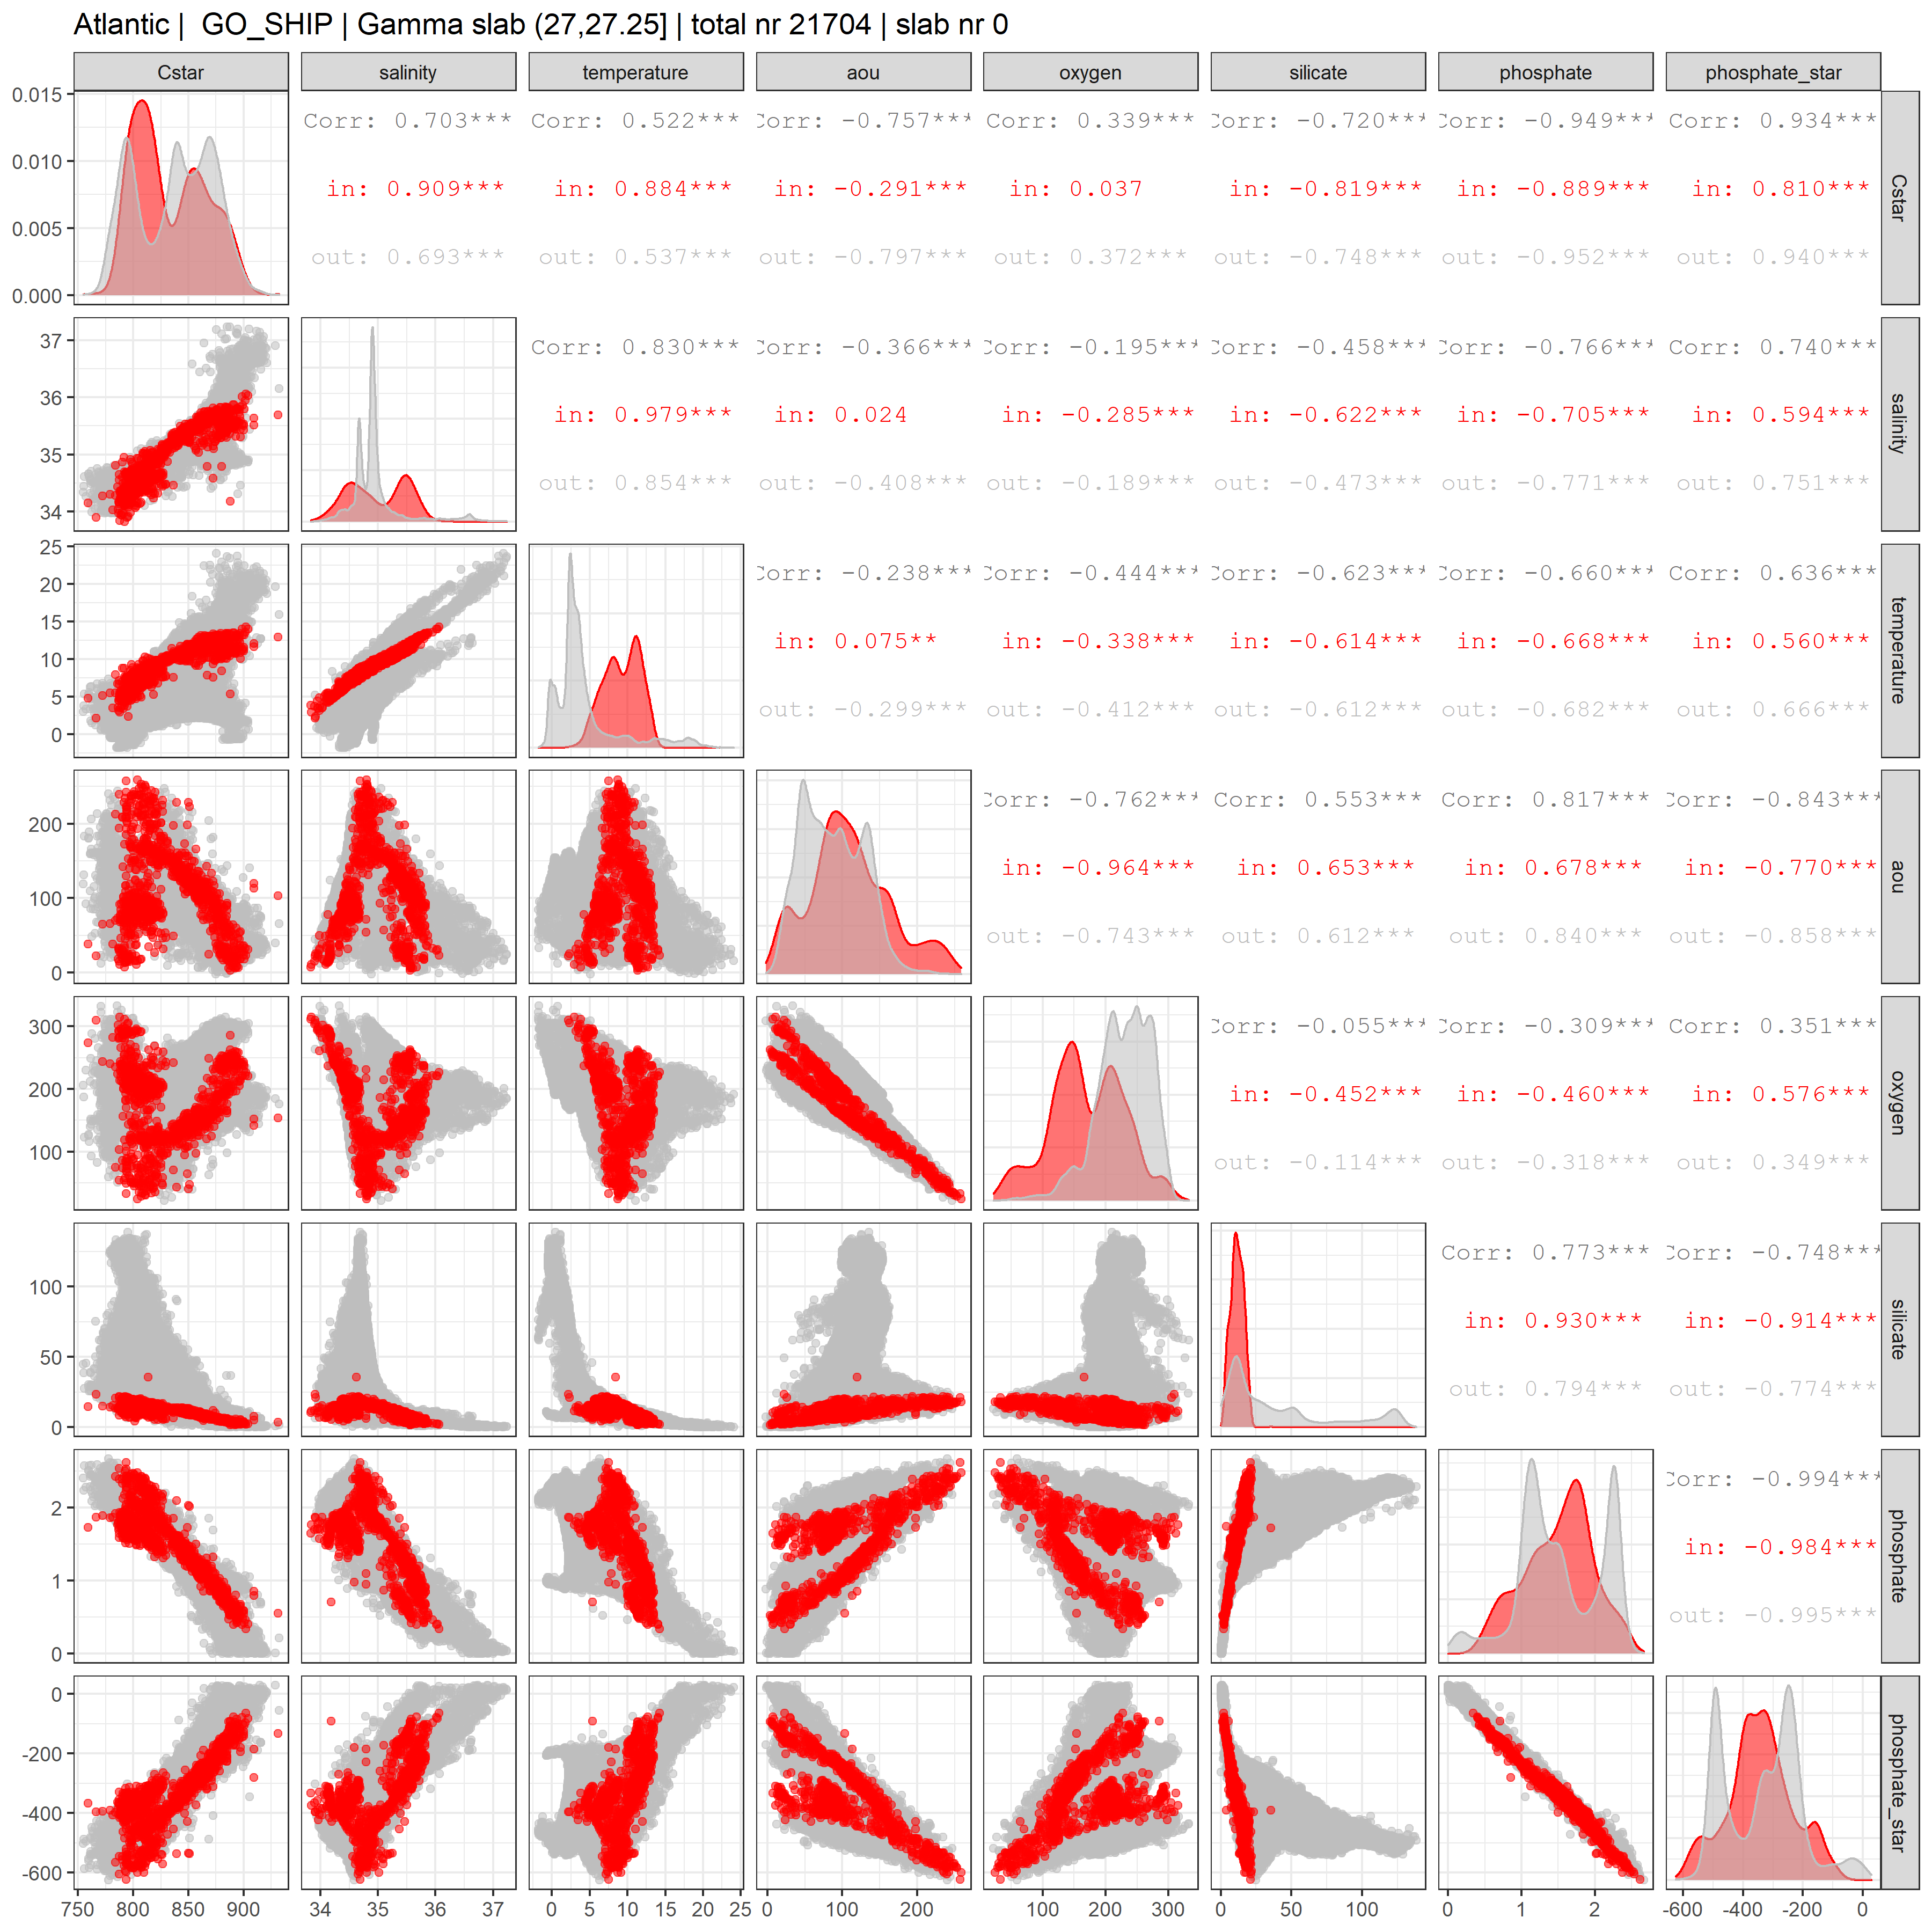 Atlantic |  GO_SHIP | Gamma slab (27,27.25] | total nr 21704 | slab nr 0
Cstar salinity temperature aou oxygen silicate phosphate phosphate_star
0.015
0.010
0.005
0.000
Corr: 0.703*** Corr: 0.522*** Corr: -0.757*** Corr: 0.339*** Corr: -0.720*** Corr: -0.949*** Corr: 0.934***
in: 0.909*** in: 0.884*** in: -0.291*** in: 0.037 in: -0.819*** in: -0.889*** in: 0.810***
out: 0.693*** out: 0.537*** out: -0.797*** out: 0.372*** out: -0.748*** out: -0.952*** out: 0.940***
Cstar
37
36
35
34
Corr: 0.830*** Corr: -0.366*** Corr: -0.195*** Corr: -0.458*** Corr: -0.766*** Corr: 0.740***
in: 0.979*** in: 0.024 in: -0.285*** in: -0.622*** in: -0.705*** in: 0.594***
out: 0.854*** out: -0.408*** out: -0.189*** out: -0.473*** out: -0.771*** out: 0.751***
salinity
25
20
15
10
5
0
Corr: -0.238*** Corr: -0.444*** Corr: -0.623*** Corr: -0.660*** Corr: 0.636***
in: 0.075** in: -0.338*** in: -0.614*** in: -0.668*** in: 0.560***
out: -0.299*** out: -0.412*** out: -0.612*** out: -0.682*** out: 0.666***
temperature
200
100
0
Corr: -0.762*** Corr: 0.553*** Corr: 0.817*** Corr: -0.843***
in: -0.964*** in: 0.653*** in: 0.678*** in: -0.770***
out: -0.743*** out: 0.612*** out: 0.840*** out: -0.858***
aou
300
200
100
Corr: -0.055*** Corr: -0.309*** Corr: 0.351***
in: -0.452*** in: -0.460*** in: 0.576***
out: -0.114*** out: -0.318*** out: 0.349***
oxygen
100
50
0
Corr: 0.773*** Corr: -0.748***
in: 0.930*** in: -0.914***
out: 0.794*** out: -0.774***
silicate
2
1
0
Corr: -0.994***
in: -0.984***
out: -0.995***
phosphate
0
-200
-400
-600
phosphate_star
750 800 850 900 34 35 36 37 0 5 10 15 20 25 0 100 200 100 200 300 0 50 100 0 1 2 -600 -400 -200 0